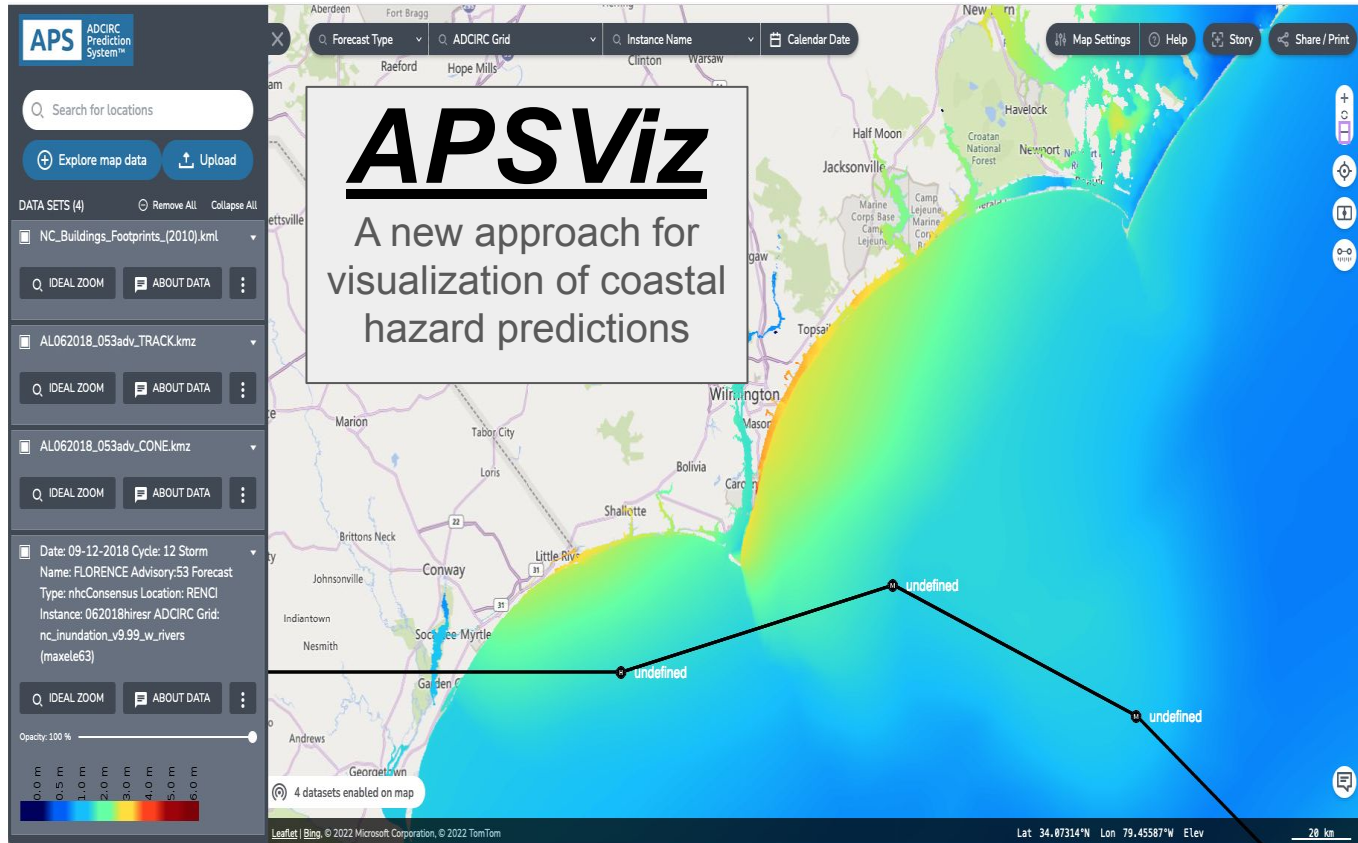 APS ADCIRC
Prediction
System™
Search for locations
Explore map data
Upload
DATA SETS (4)
Remove All
Collapse All
NC_Buildings_Footprints_(2010).kml
IDEAL ZOOM
ABOUT DATA
AL062018_053adv_TRACK.kmz
IDEAL ZOOM
ABOUT DATA
AL062018_053adv_CONE.kmz
IDEAL ZOOM
ABOUT DATA
Date: 09-12-2018 Cycle: 12 Storm
Name: FLORENCE Advisory:53 Forecast
Type: nhcConsensus Location: RENCI
Instance: 062018hiresr ADCIRC Grid:
nc_inundation_v9.99_w_rivers
(maxele63)
IDEAL ZOOM
ABOUT DATA
Opacity: 100 %
0.0 m
0.5 m
1.0 m
2.0 m
3.0 m
4.0 m
5.0 m
6.0 m
X
Forecast Type
ADCIRC Grid
Instance Name
Calendar Date
Map Settings
Help
Story
Share / Print
APSViz
A new approach for
visualization of coastal
hazard predictions
Aberdeen
Fort Bragg
Raeford
Hope Mills
Clinton
Warsaw
Half Moon
Jacksonville
Havelock
Croatan
National
Forest
Newport
Marine
Corps Base
Camp
Lejeune
Camp
Lejeune
Marine
Wilmington
Marion
Tabor City
Loris
Bolivia
Shallotte
22
Brittons Neck
Johnsonville
Conway
31
31
Indiantown
Nesmith
Andrews
Georgetown
M
undefined
H
undefined
M
undefined
4 datasets enabled on map
Leaflet | Bing, © 2022 Microsoft Corporation, © 2022 TomTom
Lat 34.07314°N Lon 79.45587°W Elev
20 km